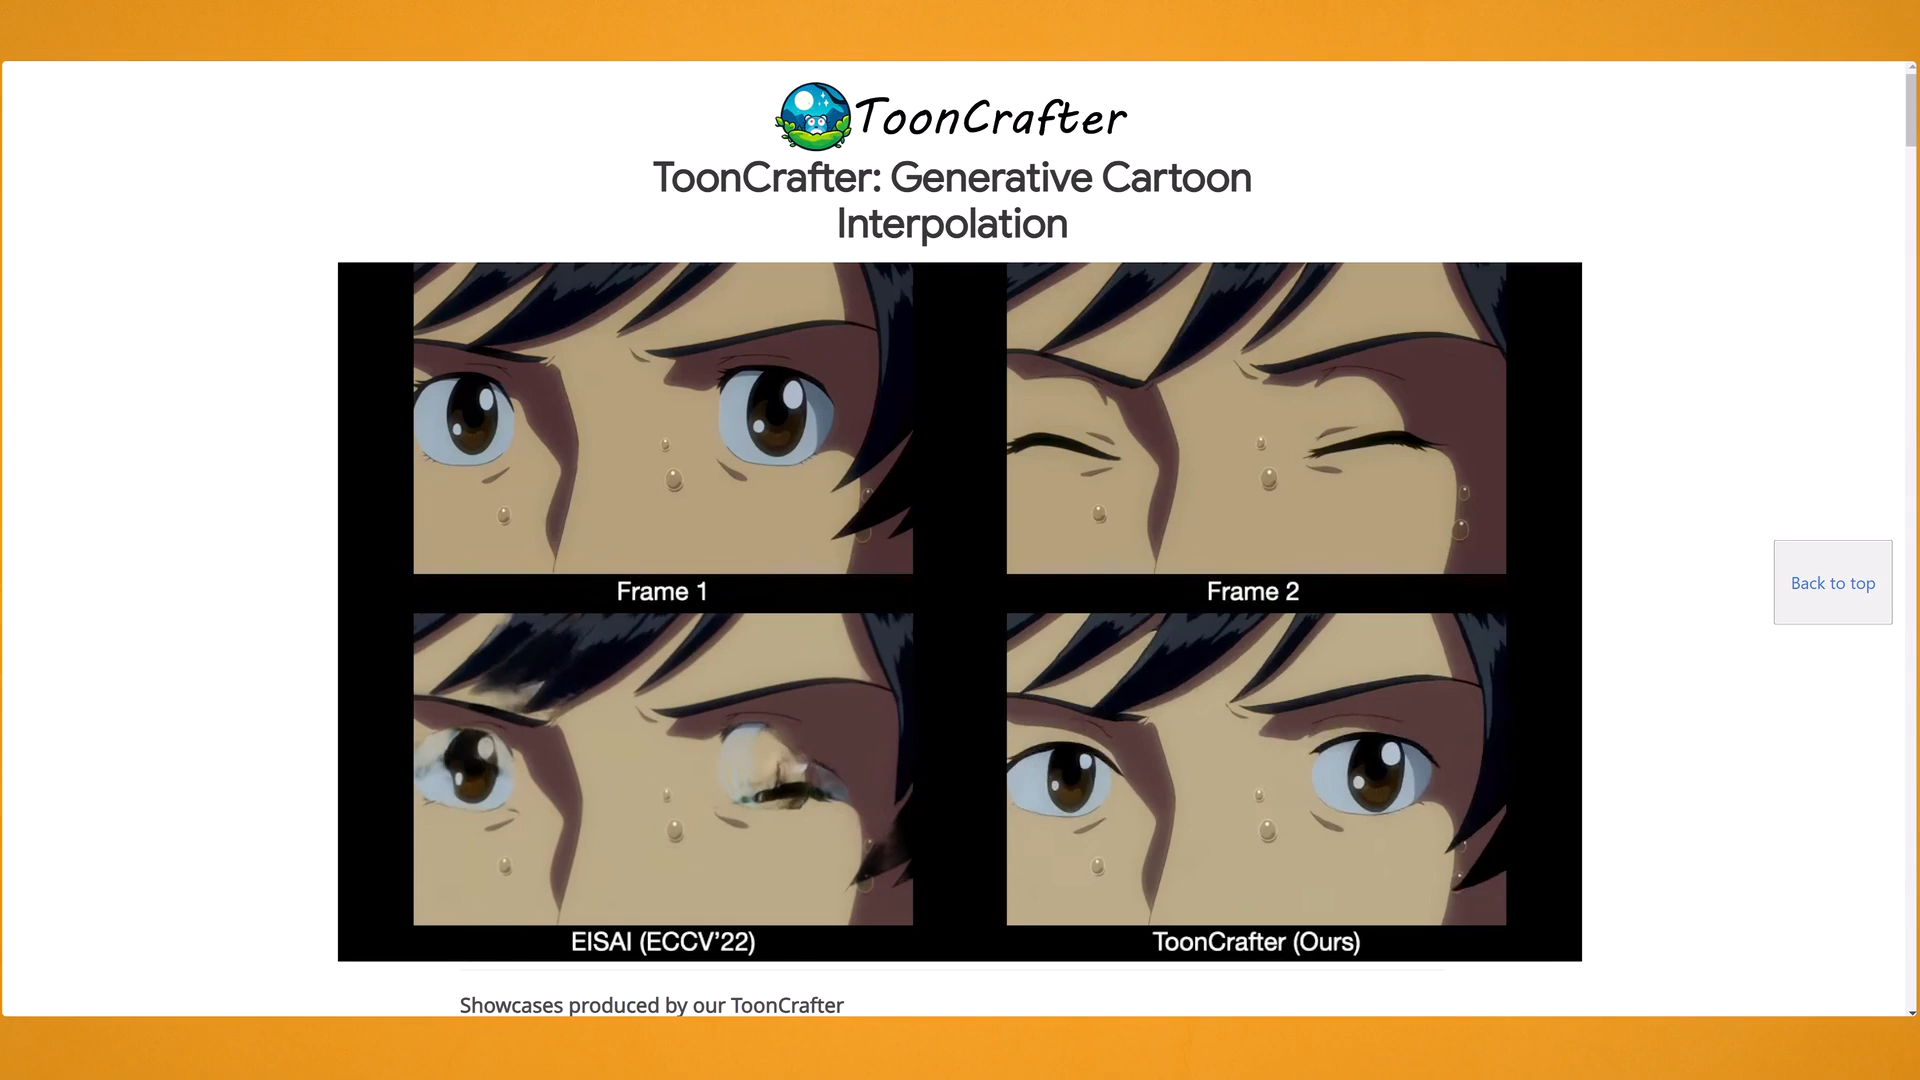 ToonCrafter
ToonCrafter: Generative Cartoon
Interpolation
Frame 1
Frame 2
Back to top
EISAI (ECCV’22)
ToonCrafter (Ours)
Showcases produced by our ToonCrafter